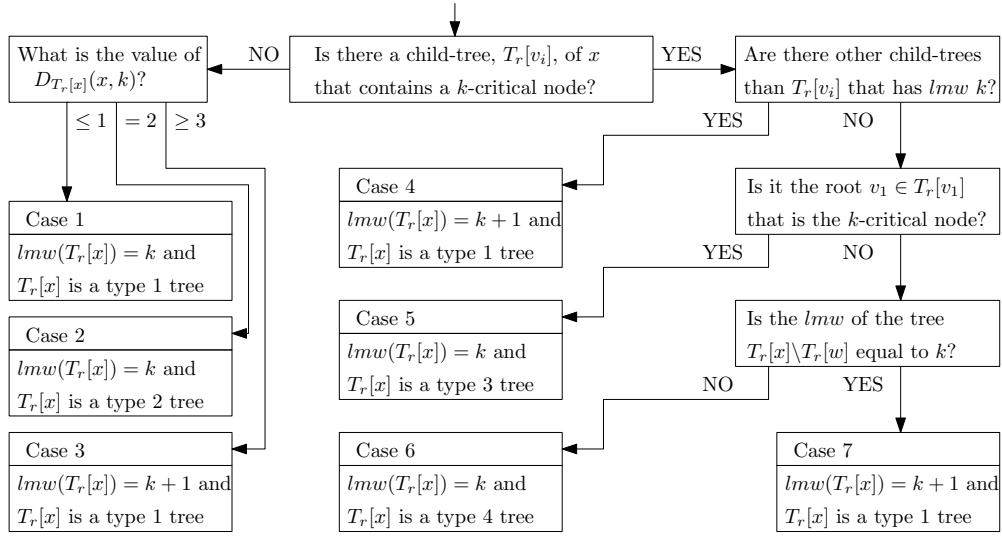 What is the value of
$D_{T_r[x]}(x, k)$?
NO
Is there a child-tree, $T_r[v_i]$, of $x$
that contains a $k$-critical node?
YES
Are there other child-trees
than $T_r[v_i]$ that has $lmw$ $k$?
≤ 1
= 2
≥ 3
YES
NO
Case 1
$lmw(T_r[x]) = k$ and
$T_r[x]$ is a type 1 tree
Case 4
$lmw(T_r[x]) = k + 1$ and
$T_r[x]$ is a type 1 tree
Is it the root $v_1 \in T_r[v_1]$
that is the $k$-critical node?
YES
NO
Case 2
$lmw(T_r[x]) = k$ and
$T_r[x]$ is a type 2 tree
Case 5
$lmw(T_r[x]) = k$ and
$T_r[x]$ is a type 3 tree
Is the $lmw$ of the tree
$T_r[x] \backslash T_r[w]$ equal to $k$?
NO
YES
Case 3
$lmw(T_r[x]) = k + 1$ and
$T_r[x]$ is a type 1 tree
Case 6
$lmw(T_r[x]) = k$ and
$T_r[x]$ is a type 4 tree
Case 7
$lmw(T_r[x]) = k + 1$ and
$T_r[x]$ is a type 1 tree